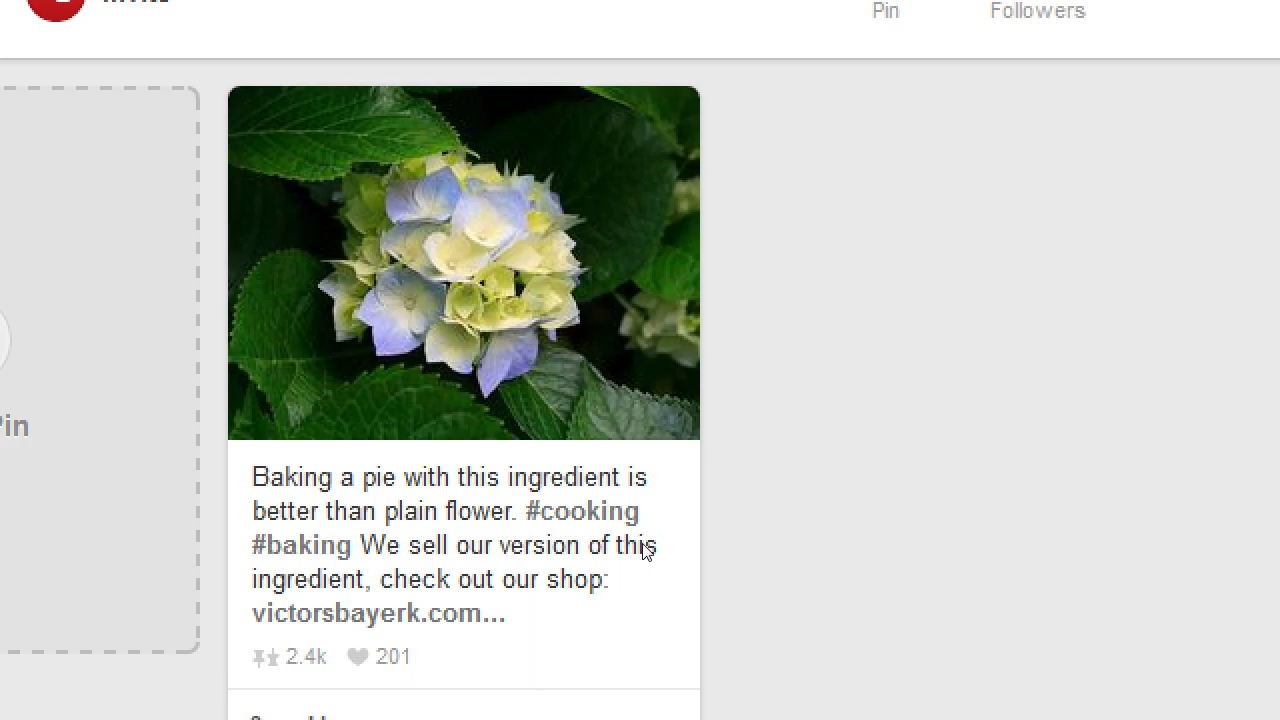 Pin
Followers
Pin
Baking a pie with this ingredient is
better than plain flower. #cooking
#baking We sell our version of this
ingredient, check out our shop:
victorsbayerk.com...
2.4k 201